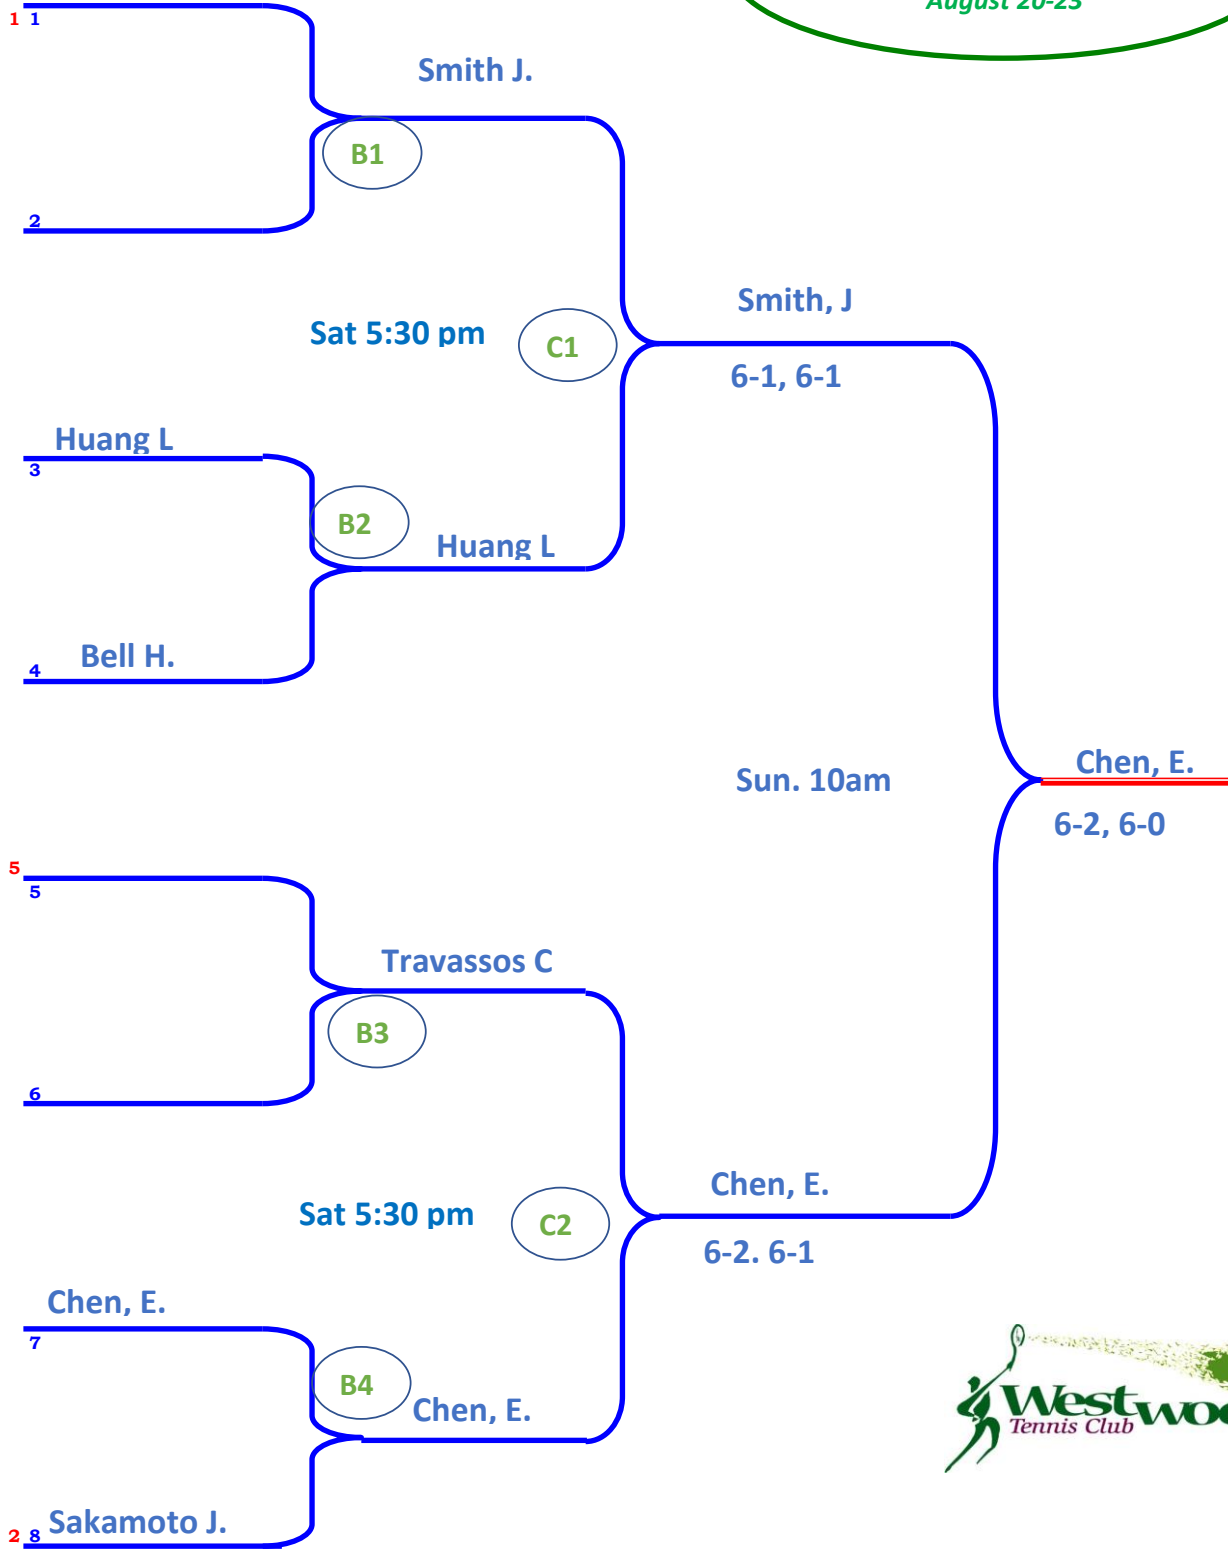 August 20-23
1 1
Smith J.
B1
2
Smith, J
Sat 5:30 pm
C1
6-1, 6-1
Huang L
3
B2
Huang L
Bell H.
4
Sun. 10am
Chen, E.
6-2, 6-0
5
5
Travassos C
B3
6
Chen, E.
Sat 5:30 pm
C2
6-2. 6-1
Chen, E.
7
B4
Chen, E.
Westwoo
Tennis Club
2 8 Sakamoto J.